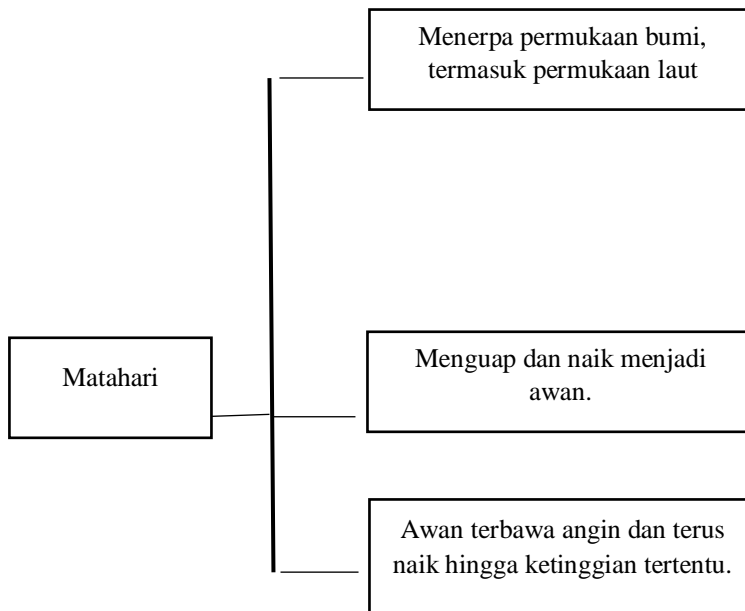 Menerpa permukaan bumi,
termasuk permukaan laut
Matahari
Menguap dan naik menjadi
awan.
Awan terbawa angin dan terus
naik hingga ketinggian tertentu.